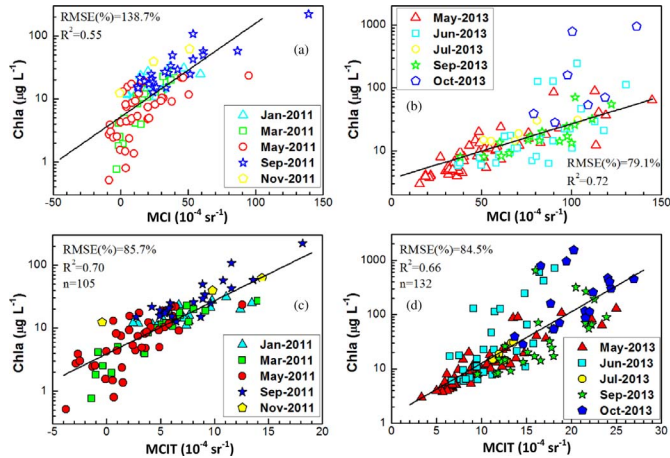 RMSE(%)=138.7%
R²=0.55
(a)
Chla (µg L⁻¹)
100
10
1
Jan-2011
Mar-2011
May-2011
Sep-2011
Nov-2011
-50 0 50 100 150
MCI (10⁻⁴ sr⁻¹)
May-2013
Jun-2013
Jul-2013
Sep-2013
Oct-2013
(b)
Chla (µg L⁻¹)
1000
100
10
RMSE(%)=79.1%
R²=0.72
0 50 100 150
MCI (10⁻⁴ sr⁻¹)
RMSE(%)=85.7%
R²=0.70
n=105
(c)
Chla (µg L⁻¹)
100
10
1
Jan-2011
Mar-2011
May-2011
Sep-2011
Nov-2011
-5 0 5 10 15 20
MCIT (10⁻⁴ sr⁻¹)
RMSE(%)=84.5%
R²=0.66
n=132
(d)
Chla (µg L⁻¹)
1000
100
10
1
May-2013
Jun-2013
Jul-2013
Sep-2013
Oct-2013
0 5 10 15 20 25 30
MCIT (10⁻⁴ sr⁻¹)